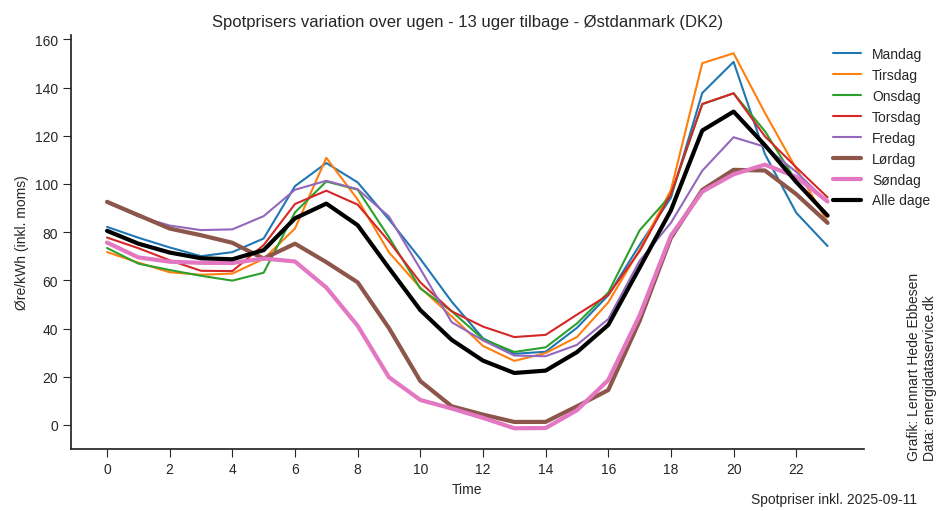 Spotprisers variation over ugen - 13 uger tilbage - Østdanmark (DK2)
160
140
120
100
80
60
40
20
0
Øre/kWh (inkl. moms)
0 2 4 6 8 10 12 14 16 18 20 22
Time
Mandag
Tirsdag
Onsdag
Torsdag
Fredag
Lørdag
Søndag
Alle dage
Grafik: Lennart Hede Ebbesen
Data: energidataservice.dk
Spotpriser inkl. 2025-09-11